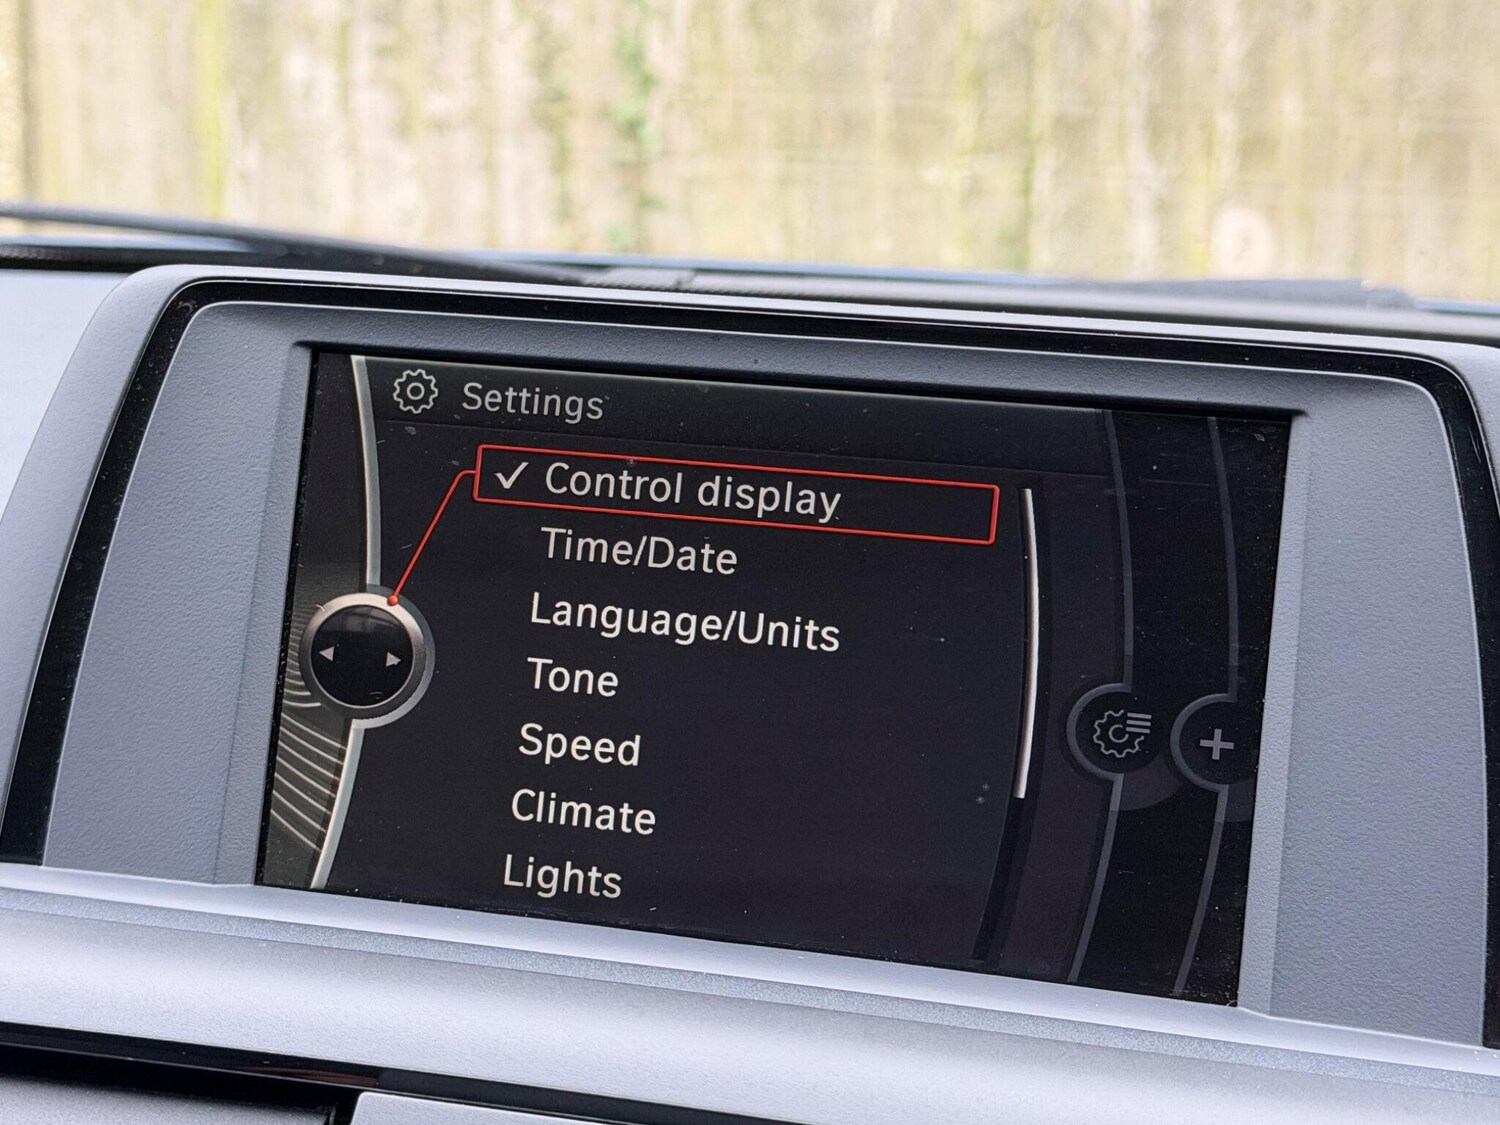 Settings
✓ Control display
Time/Date
Language/Units
Tone
Speed
Climate
Lights